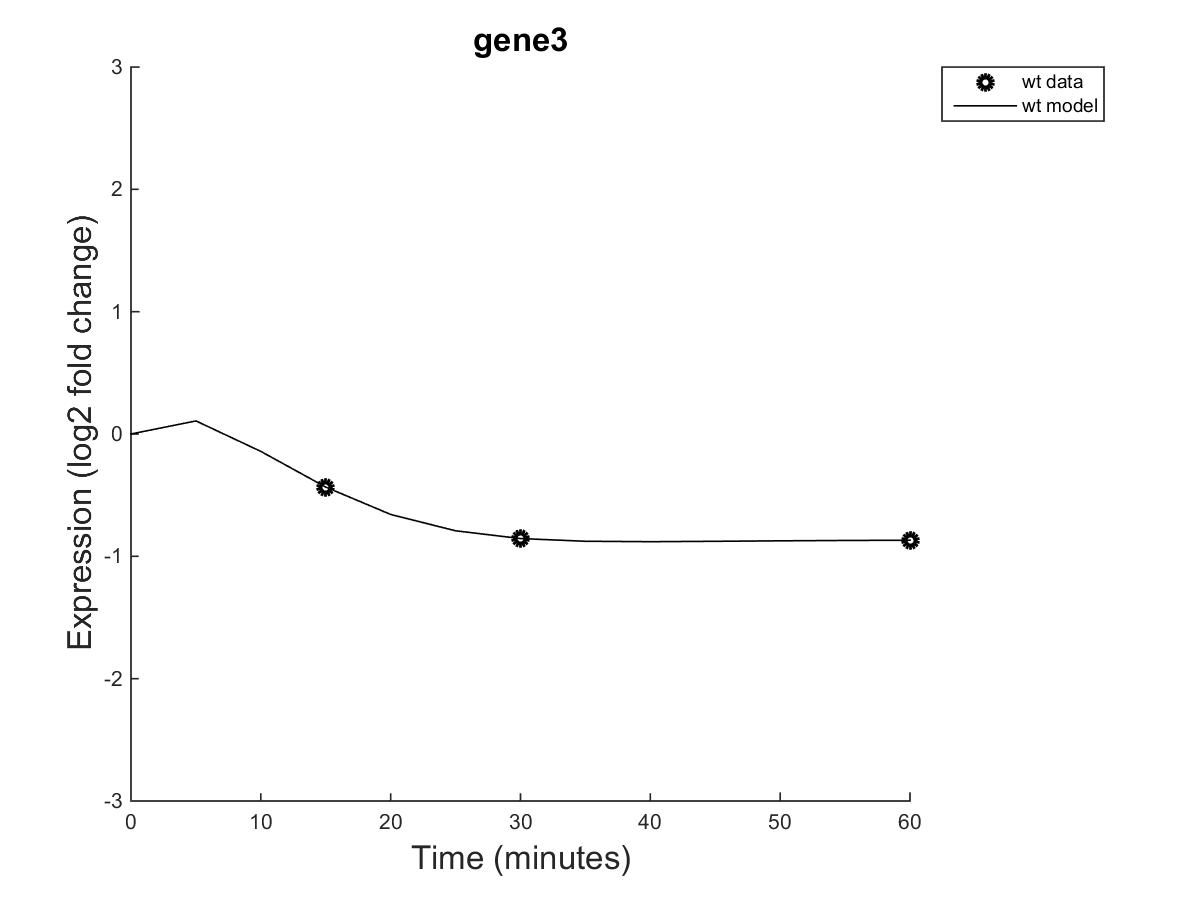 gene3
wt data
wt model
Expression (log2 fold change)
3
2
1
0
-1
-2
-3
0 10 20 30 40 50 60
Time (minutes)